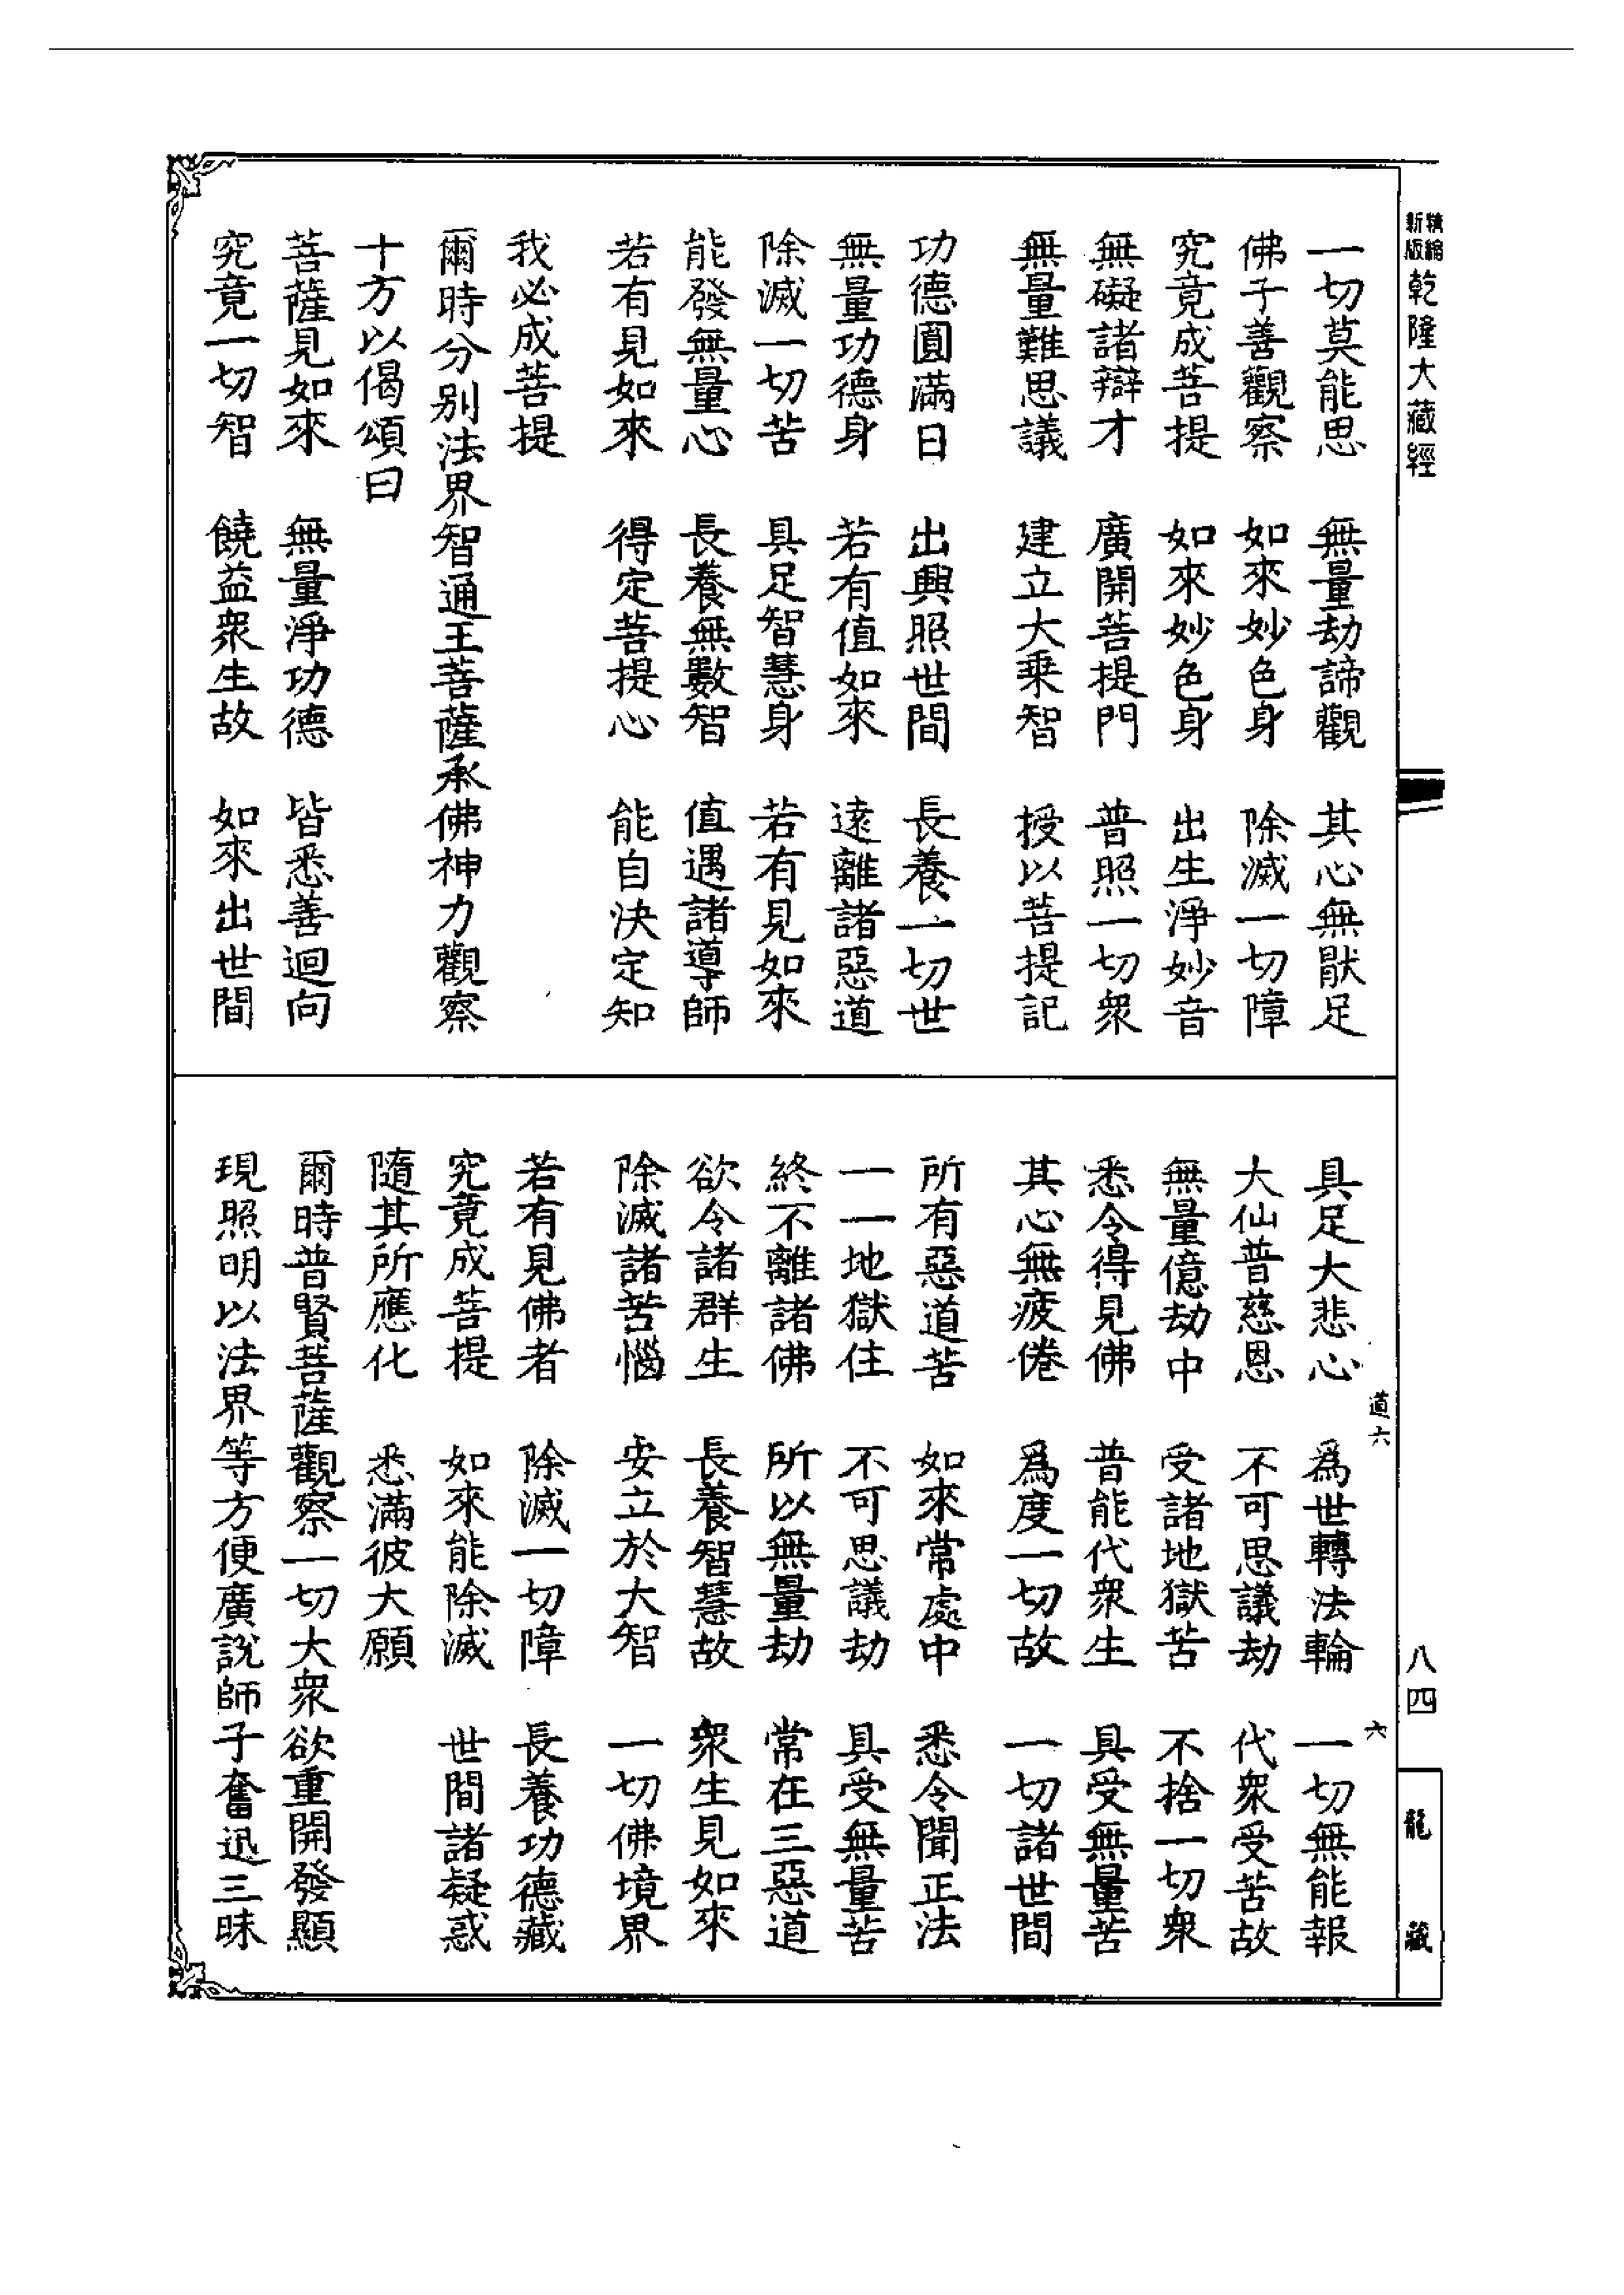 精縮新版乾隆大藏經
一切莫能思　無量劫諦觀　其心無猒足
佛子善觀察　如來妙色身　除滅一切障
究竟成菩提　如來妙色身　出生淨妙音
無礙諸辯才　廣開菩提門　普照一切衆
無量難思議　建立大乗智　授以菩提記
功德圓滿日　出興照世間　長養一切世
無量功德身　若有值如來　逺離諸惡道
除滅一切苦　具足智慧身　若有見如來
能發無量心　長養無數智　值遇諸導師
若有見如來　得定菩提心　能自決定知
我必成菩提
爾時分别法界智通王菩薩承佛神力觀察
十方以偈頌曰
菩薩見如來　無量淨功德　皆悉善迴向
究竟一切智　饒益衆生故　如來出世間
具足大悲心　爲世轉法輪　一切無能報
大仙普慈恩　不可思議劫　代衆受苦故
無量億劫中　受諸地獄苦　不捨一切衆
悉令得見佛　普能代衆生　具受無量苦
其心無疲倦　爲度一切故　一切諸世間
所有惡道苦　如來常處中　悉令聞正法
一一地獄住　不可思議劫　具受無量苦
終不離諸佛　所以無量劫　常在三惡道
欲令諸群生　長養智慧故　衆生見如來
除滅諸苦惱　安立於大智　一切佛境界
若有見佛者　除滅一切障　長養功德藏
究竟成菩提　如來能除滅　世間諸疑惑
隨其所應化　悉滿彼大願
爾時普賢菩薩觀察一切大衆欲重開發顯
現照明以法界等方便廣說師子奮迅三昧
道六
六
八四
龍藏